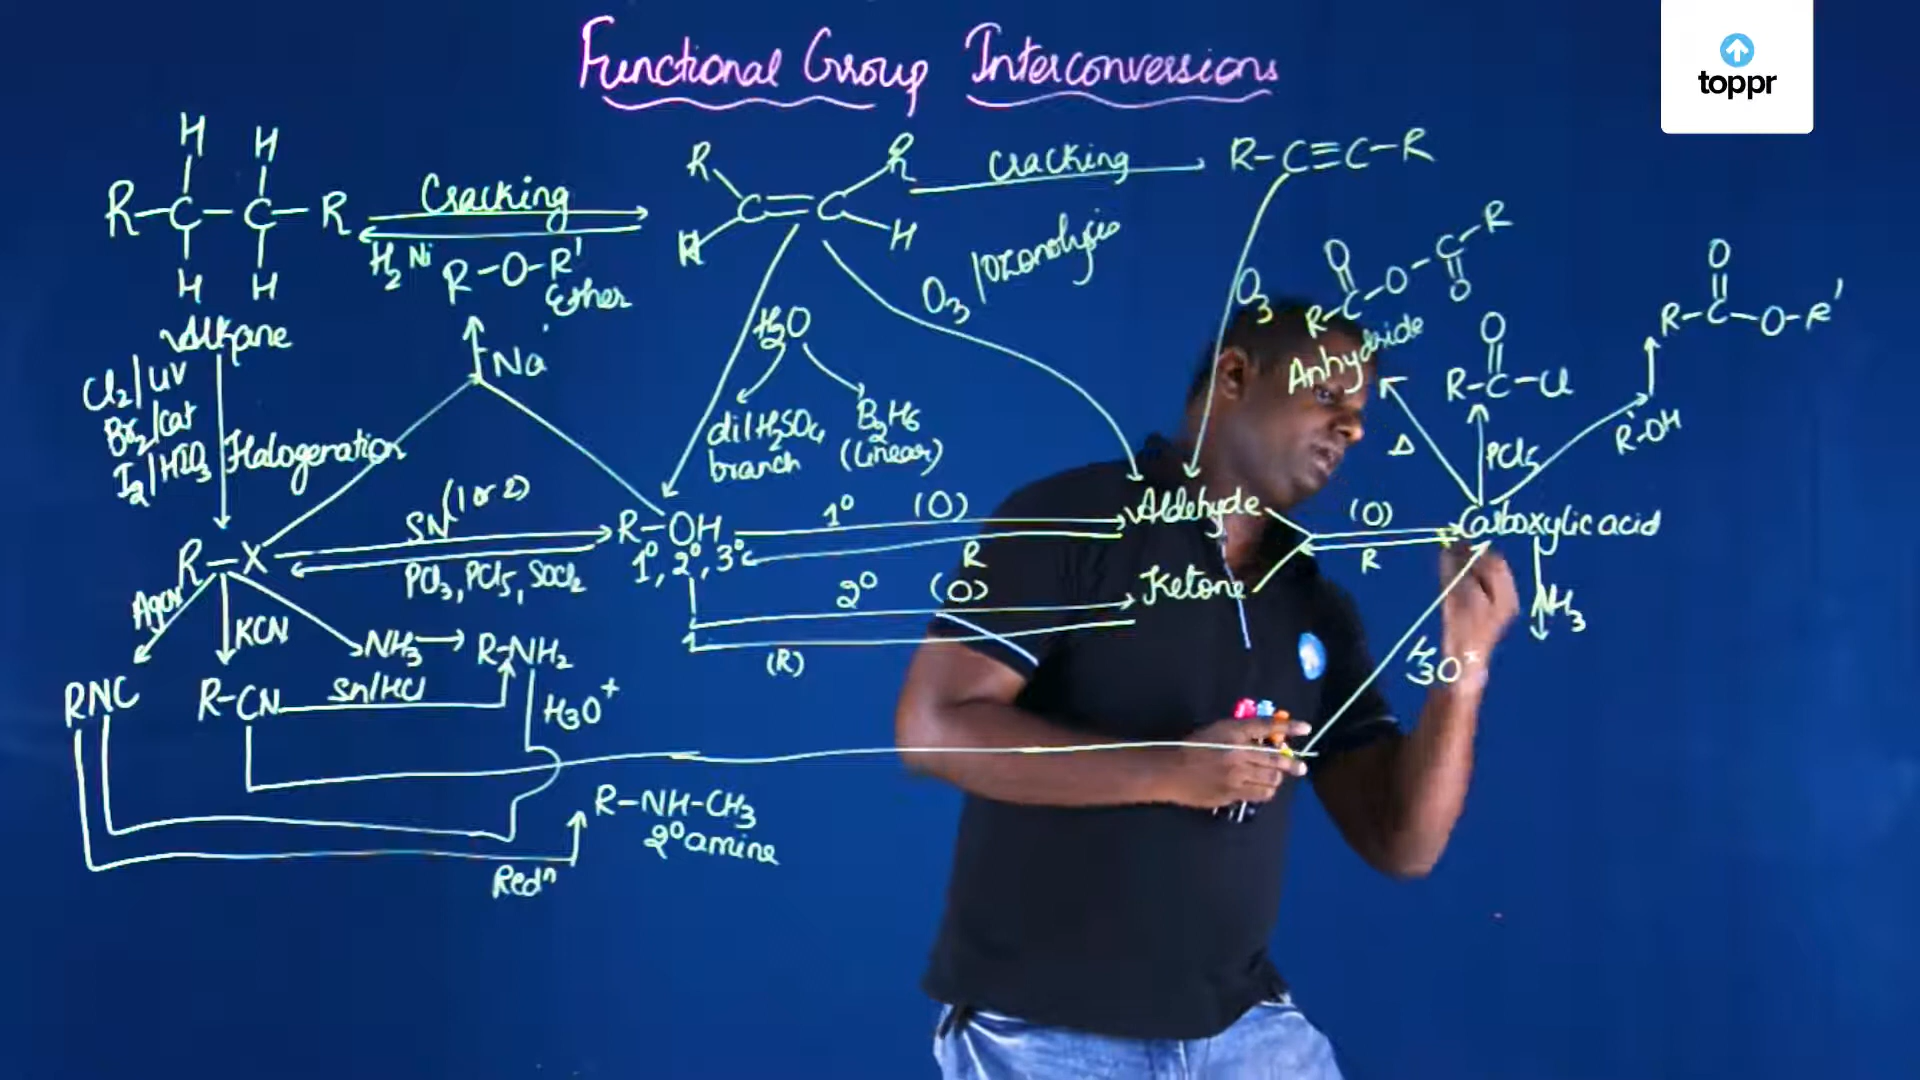 Functional Group Interconversions
toppr
H H
R-C-C-R
H H
Alkane
Cracking
H2 Ni
R-O-R'
Ether
Na
R R
C=C
H H
Cracking
R-C≡C-R
O3/Ozonolysis
O3
H2O
dil H2SO4
branch
B2H6
(Linear)
Cl2/UV
Br2/Cat
I2/HIO3
Halogenation
R-X
SN(1 or 2)
PCl3, PCl5, SOCl2
R-OH
1°, 2°, 3°
1° (O)
R
2° (O)
(R)
Aldehyde
Ketone
(O)
R
Carboxylic acid
O
R-C-O-C-R
O
Anhydride
Δ
O
R-C-Cl
PCl5
O
R-C-O-R'
R'-OH
NH3
H3O+
KCN
NH3 → R-NH2
RNC
R-CN
Sn/HCl
H3O+
R-NH-CH3
2° amine
Redn